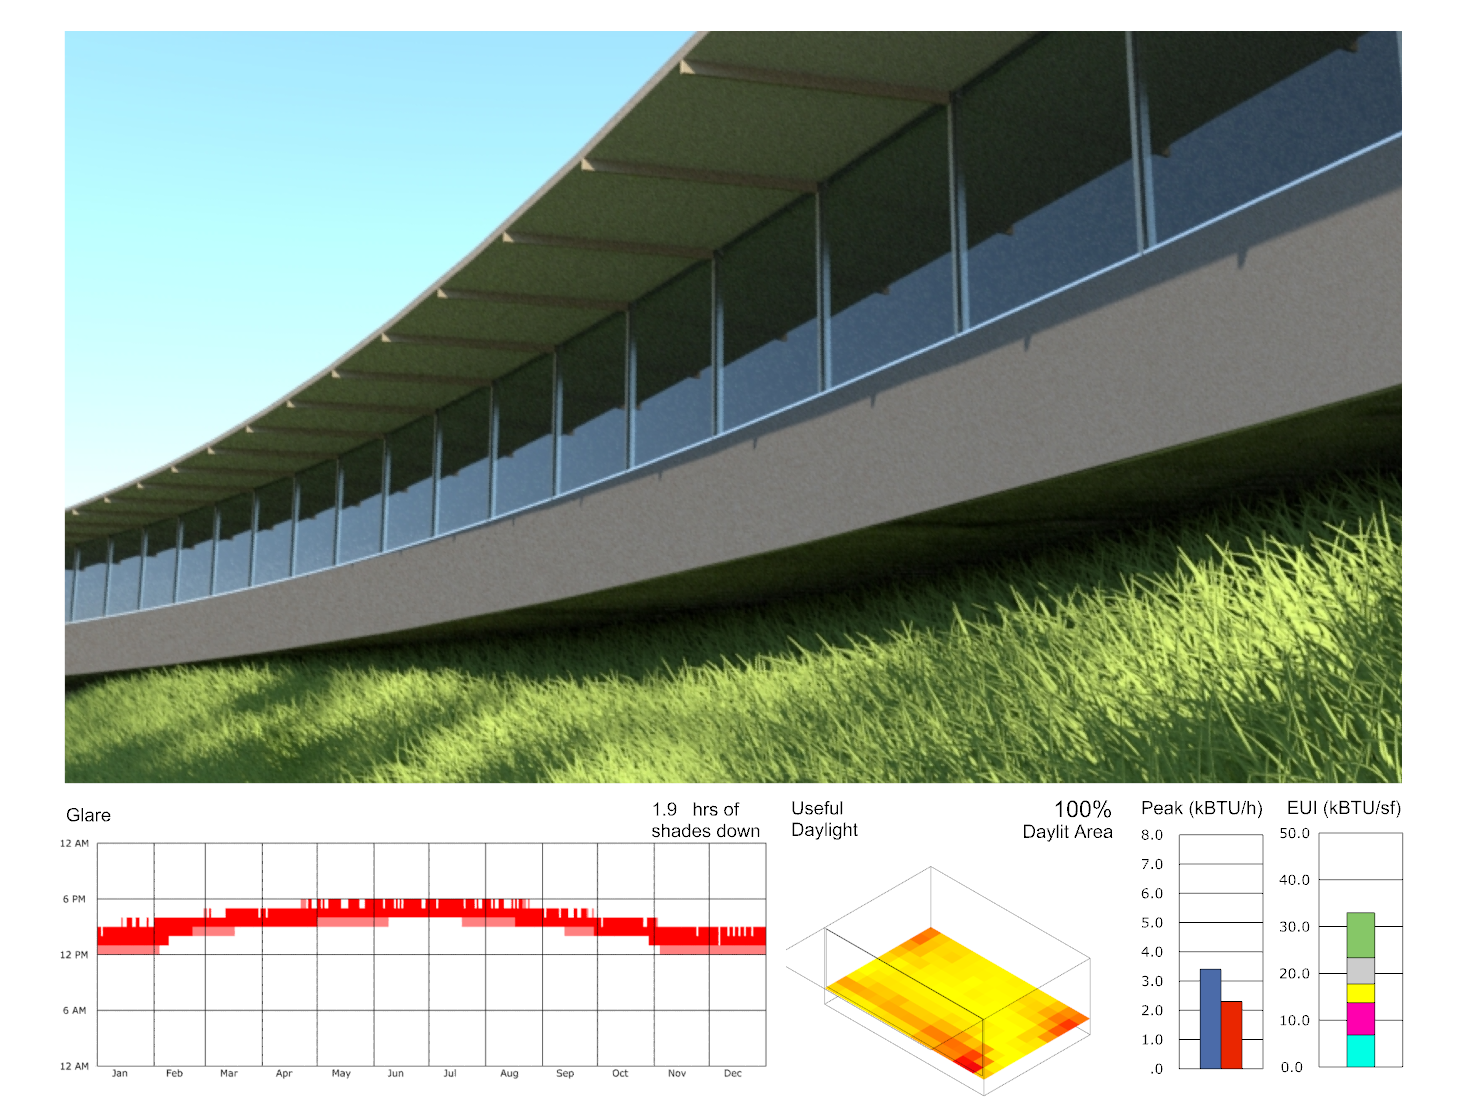 Glare
1.9 hrs of
shades down
Useful
Daylight
100%
Daylit Area
Peak (kBTU/h)
EUI (kBTU/sf)
12 AM
6 PM
12 PM
6 AM
12 AM
Jan Feb Mar Apr May Jun Jul Aug Sep Oct Nov Dec
8.0
7.0
6.0
5.0
4.0
3.0
2.0
1.0
.0
50.0
40.0
30.0
20.0
10.0
0.0